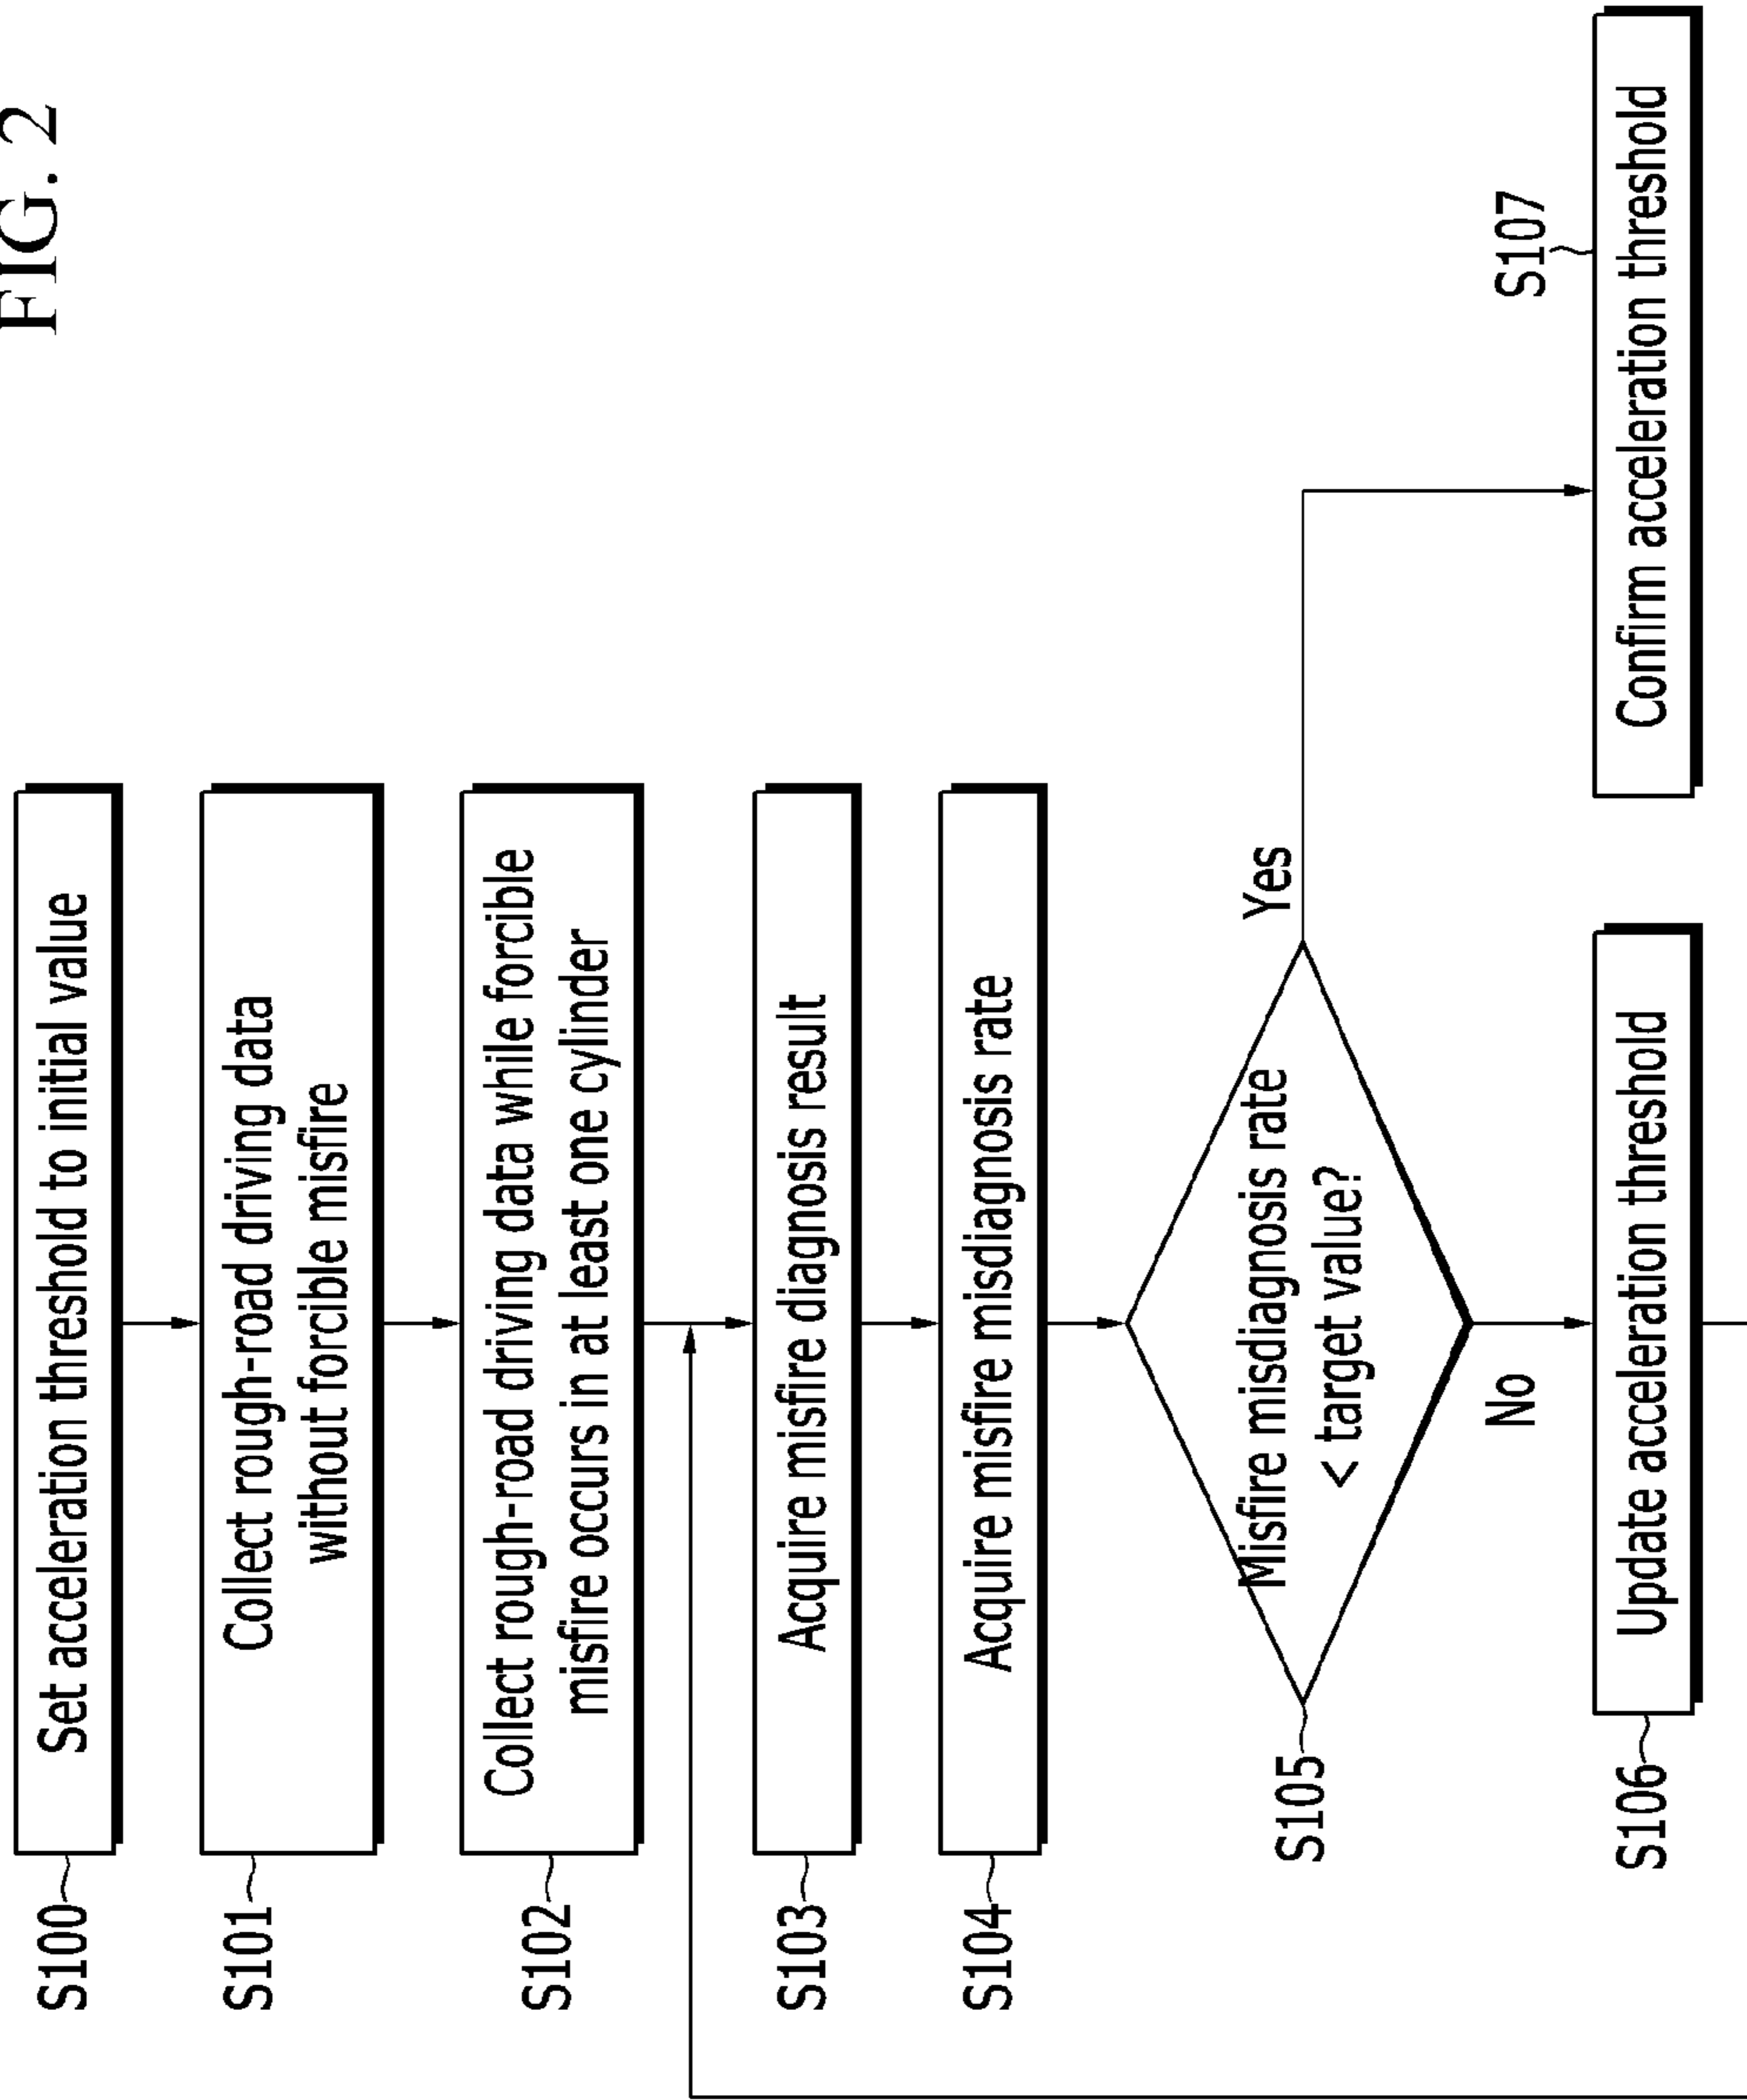 FIG. 2
S100
Set acceleration threshold to initial value
S101
Collect rough-road driving data
without forcible misfire
S102
Collect rough-road driving data while forcible
misfire occurs in at least one cylinder
S103
Acquire misfire diagnosis result
S104
Acquire misfire misdiagnosis rate
S105
Misfire misdiagnosis rate
< target value?
Yes
No
S106
Update acceleration threshold
S107
Confirm acceleration threshold